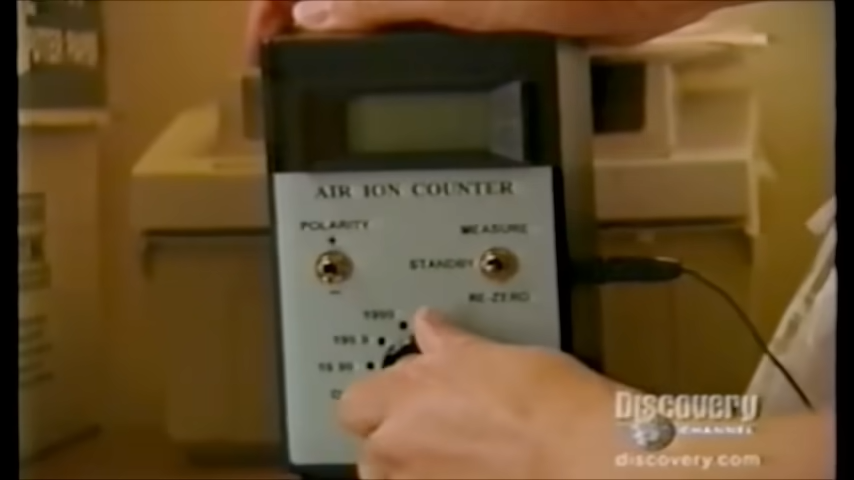 AIR ION COUNTER
POLARITY
+
MEASURE
STANDBY
−
RE-ZERO
1999
199.9
19.99
Discovery
CHANNEL
discovery.com